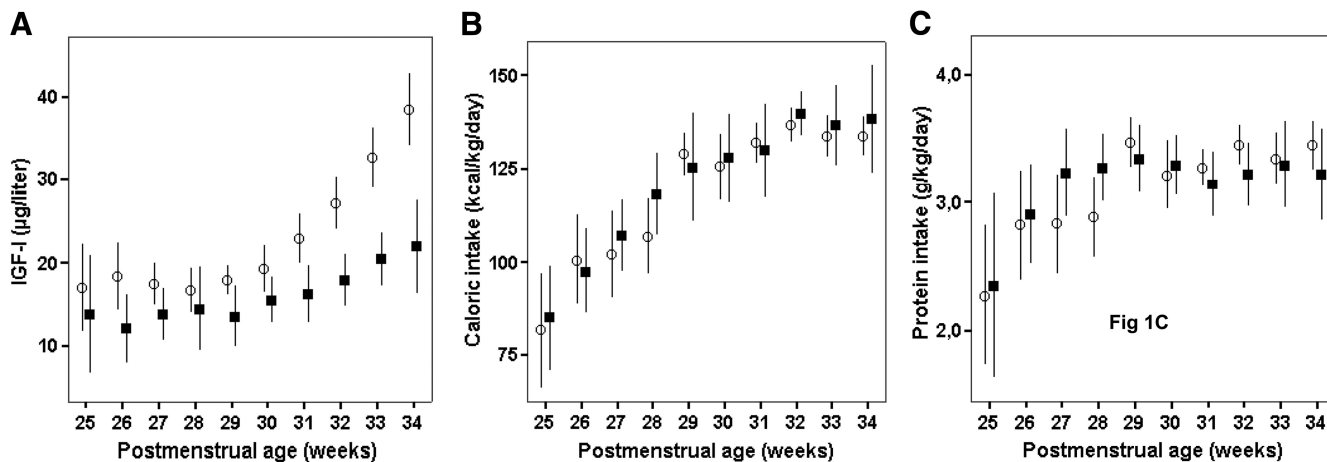 A
IGF-I (µg/liter)
40
30
20
10
25 26 27 28 29 30 31 32 33 34
Postmenstrual age (weeks)
B
Caloric intake (kcal/kg/day)
150
125
100
75
25 26 27 28 29 30 31 32 33 34
Postmenstrual age (weeks)
C
Protein intake (g/kg/day)
4,0
3,0
2,0
Fig 1C
25 26 27 28 29 30 31 32 33 34
Postmenstrual age (weeks)